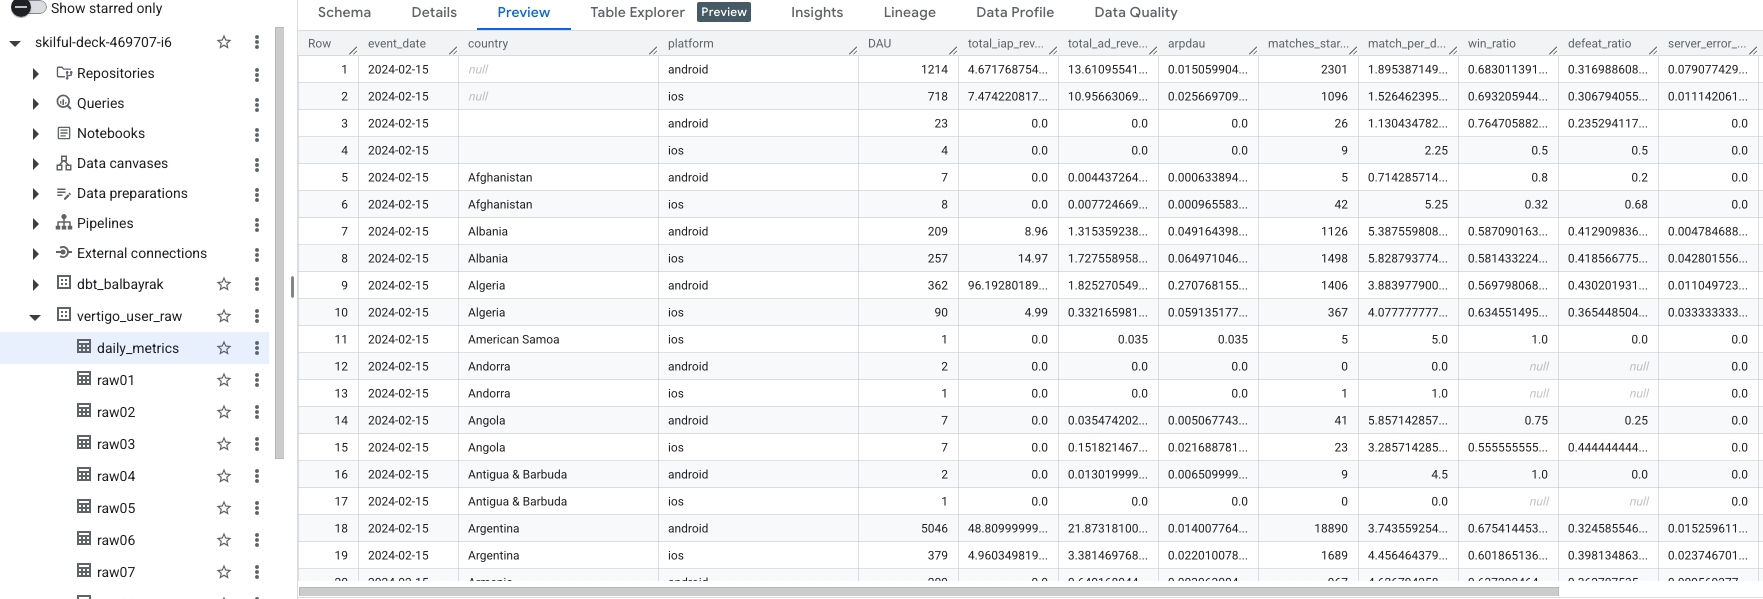 Show starred only
skilful-deck-469707-i6
Repositories
Queries
Notebooks
Data canvases
Data preparations
Pipelines
External connections
dbt_balbayrak
vertigo_user_raw
daily_metrics
raw01
raw02
raw03
raw04
raw05
raw06
raw07
Schema Details Preview Table Explorer Preview Insights Lineage Data Profile Data Quality
Row event_date country platform DAU total_iap_rev... total_ad_reve... arpdau matches_star... match_per_d... win_ratio defeat_ratio server_error_...
1 2024-02-15 null android 1214 4.671768754... 13.61095541... 0.015059904... 2301 1.895387149... 0.683011391... 0.316988608... 0.079077429...
2 2024-02-15 null ios 718 7.474220817... 10.95663069... 0.025669709... 1096 1.526462395... 0.693205944... 0.306794055... 0.011142061...
3 2024-02-15 android 23 0.0 0.0 0.0 26 1.130434782... 0.764705882... 0.235294117... 0.0
4 2024-02-15 ios 4 0.0 0.0 0.0 9 2.25 0.5 0.5 0.0
5 2024-02-15 Afghanistan android 7 0.0 0.004437264... 0.000633894... 5 0.714285714... 0.8 0.2 0.0
6 2024-02-15 Afghanistan ios 8 0.0 0.007724669... 0.000965583... 42 5.25 0.32 0.68 0.0
7 2024-02-15 Albania android 209 8.96 1.315359238... 0.049164398... 1126 5.387559808... 0.587090163... 0.412909836... 0.004784688...
8 2024-02-15 Albania ios 257 14.97 1.727558958... 0.064971046... 1498 5.828793774... 0.581433224... 0.418566775... 0.042801556...
9 2024-02-15 Algeria android 362 96.19280189... 1.825270549... 0.270768155... 1406 3.883977900... 0.569798068... 0.430201931... 0.011049723...
10 2024-02-15 Algeria ios 90 4.99 0.332165981... 0.059135177... 367 4.077777777... 0.634551495... 0.365448504... 0.033333333...
11 2024-02-15 American Samoa ios 1 0.0 0.035 0.035 5 5.0 1.0 0.0 0.0
12 2024-02-15 Andorra android 2 0.0 0.0 0.0 0 0.0 null null 0.0
13 2024-02-15 Andorra ios 1 0.0 0.0 0.0 1 1.0 null null 0.0
14 2024-02-15 Angola android 7 0.0 0.035474202... 0.005067743... 41 5.857142857... 0.75 0.25 0.0
15 2024-02-15 Angola ios 7 0.0 0.151821467... 0.021688781... 23 3.285714285... 0.555555555... 0.444444444... 0.0
16 2024-02-15 Antigua & Barbuda android 2 0.0 0.013019999... 0.006509999... 9 4.5 1.0 0.0 0.0
17 2024-02-15 Antigua & Barbuda ios 1 0.0 0.0 0.0 0 0.0 null null 0.0
18 2024-02-15 Argentina android 5046 48.80999999... 21.87318100... 0.014007764... 18890 3.743559254... 0.675414453... 0.324585546... 0.015259611...
19 2024-02-15 Argentina ios 379 4.960349819... 3.381469768... 0.022010078... 1689 4.456464379... 0.601865136... 0.398134863... 0.023746701...